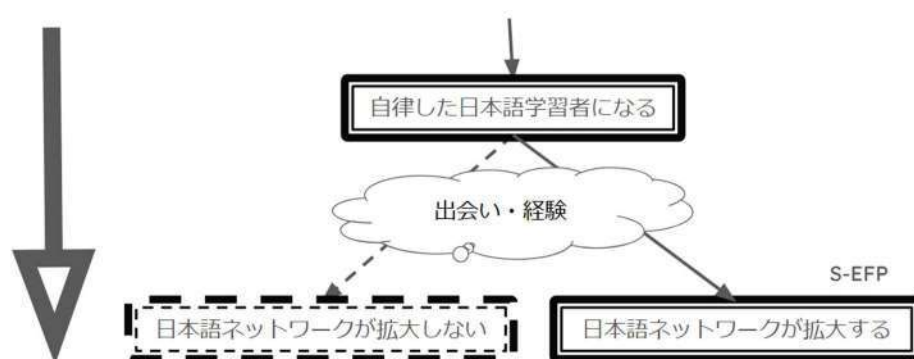 自律した日本語学習者になる
出会い・経験
S-EFP
日本語ネットワークが拡大しない
日本語ネットワークが拡大する